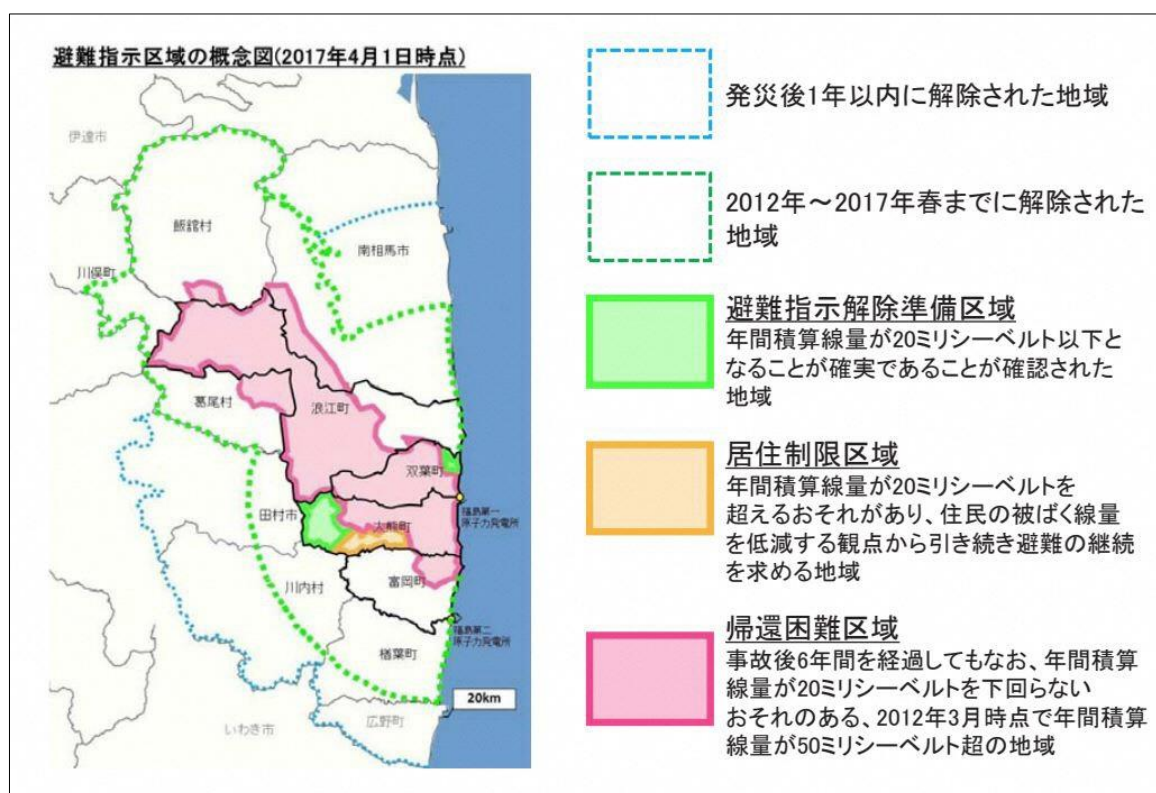 避難指示区域の概念図(2017年4月1日時点)
伊達市
飯舘村
川俣町
南相馬市
葛尾村
浪江町
双葉町
福島第一
原子力発電所
田村市
大熊町
川内村
富岡町
福島第二
原子力発電所
楢葉町
20km
広野町
いわき市
発災後1年以内に解除された地域
2012年～2017年春までに解除された
地域
避難指示解除準備区域
年間積算線量が20ミリシーベルト以下と
なることが確実であることが確認された
地域
居住制限区域
年間積算線量が20ミリシーベルトを
超えるおそれがあり、住民の被ばく線量
を低減する観点から引き続き避難の継続
を求める地域
帰還困難区域
事故後6年間を経過してもなお、年間積算
線量が20ミリシーベルトを下回らない
おそれのある、2012年3月時点で年間積算
線量が50ミリシーベルト超の地域